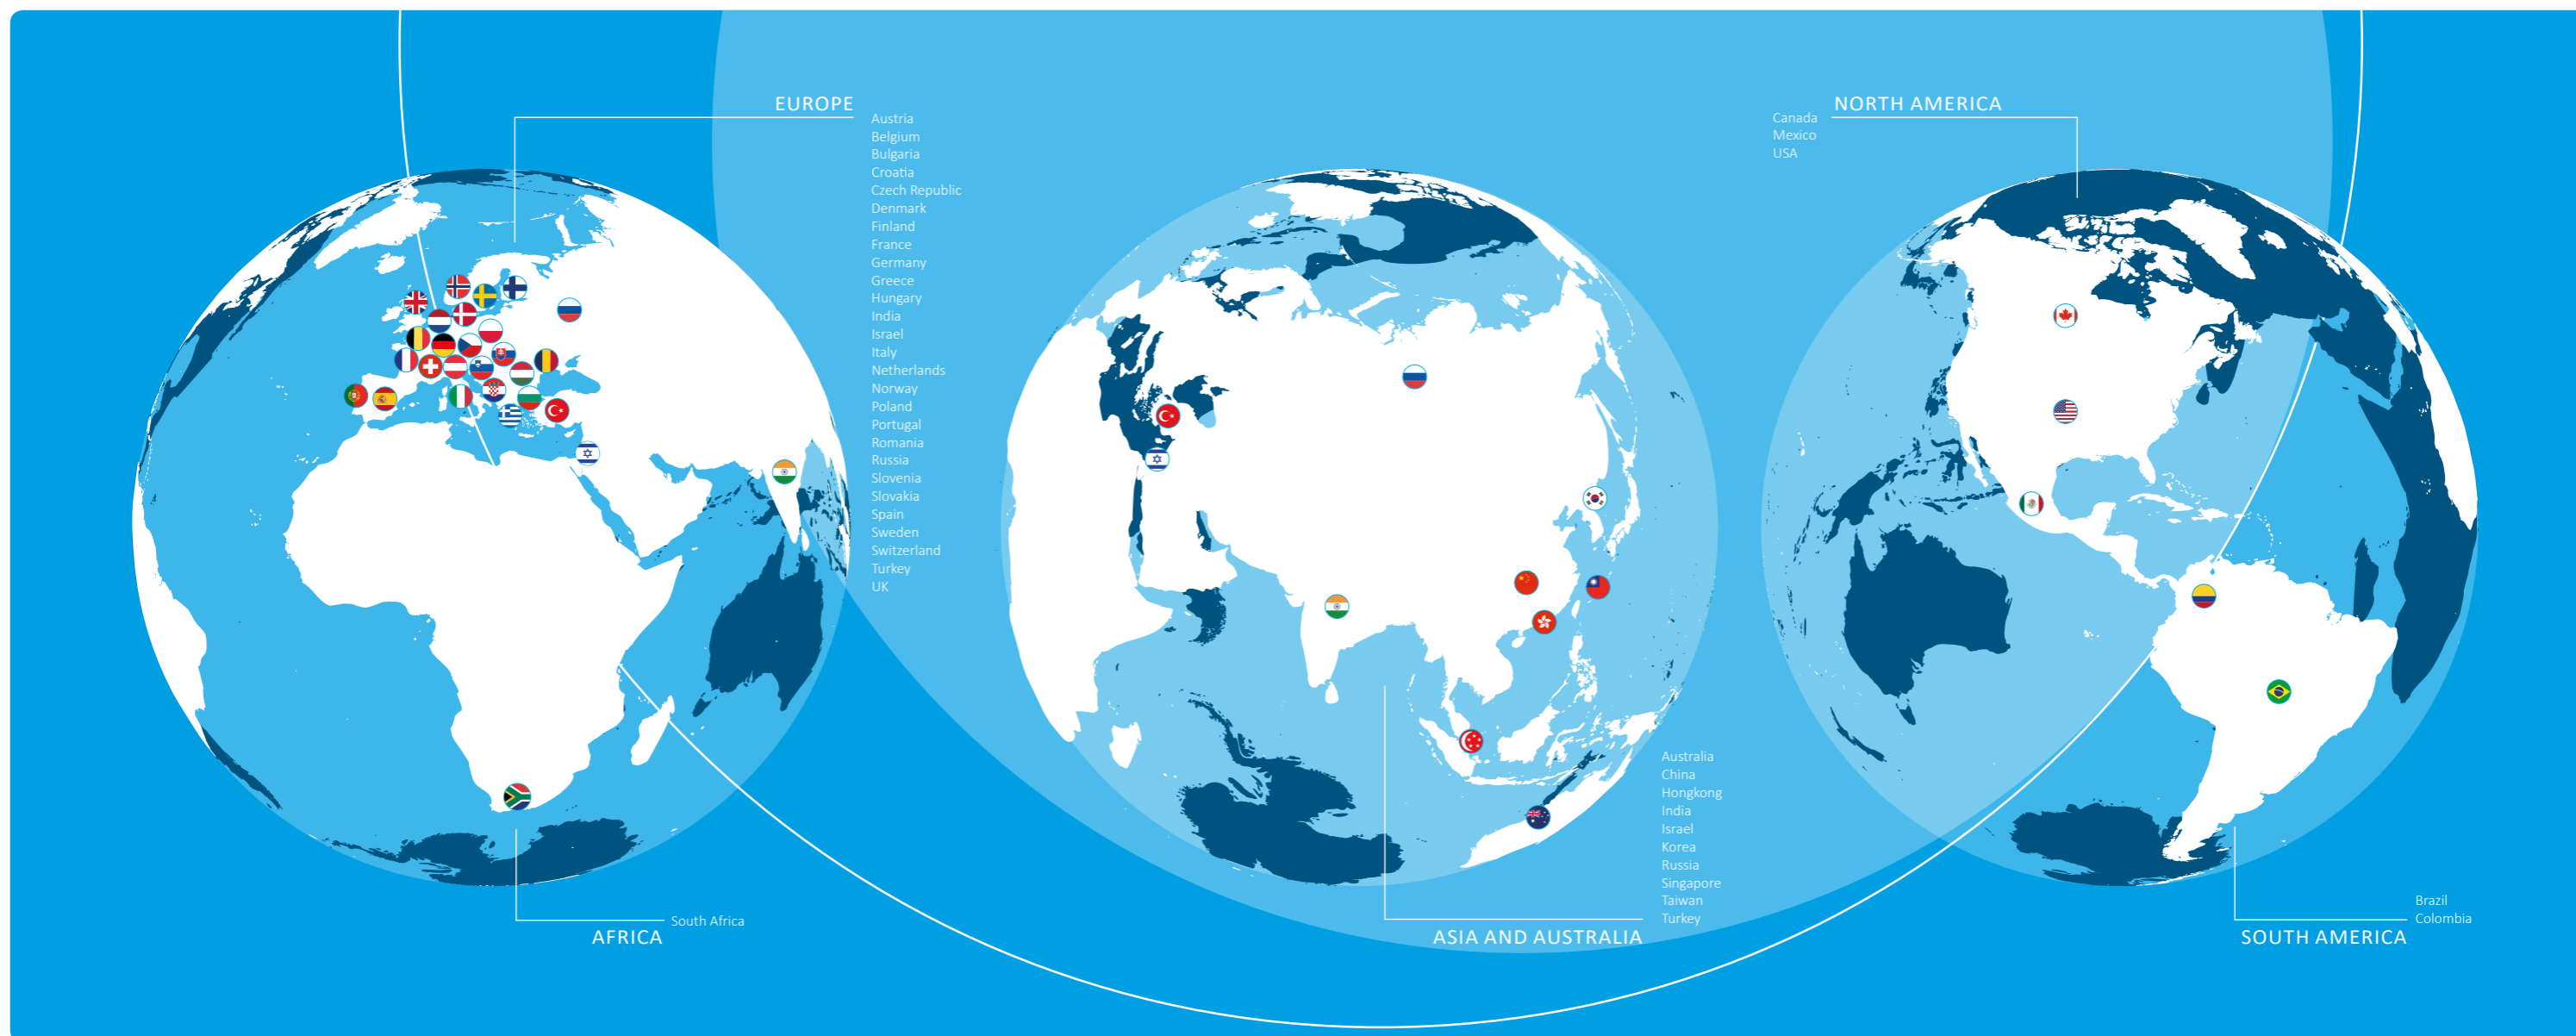 EUROPE
Austria
Belgium
Bulgaria
Croatia
Czech Republic
Denmark
Finland
France
Germany
Greece
Hungary
India
Israel
Italy
Netherlands
Norway
Poland
Portugal
Romania
Russia
Slovenia
Slovakia
Spain
Sweden
Switzerland
Turkey
UK
NORTH AMERICA
Canada
Mexico
USA
South Africa
AFRICA
Australia
China
Hongkong
India
Israel
Korea
Russia
Singapore
Taiwan
Turkey
ASIA AND AUSTRALIA
Brazil
Colombia
SOUTH AMERICA